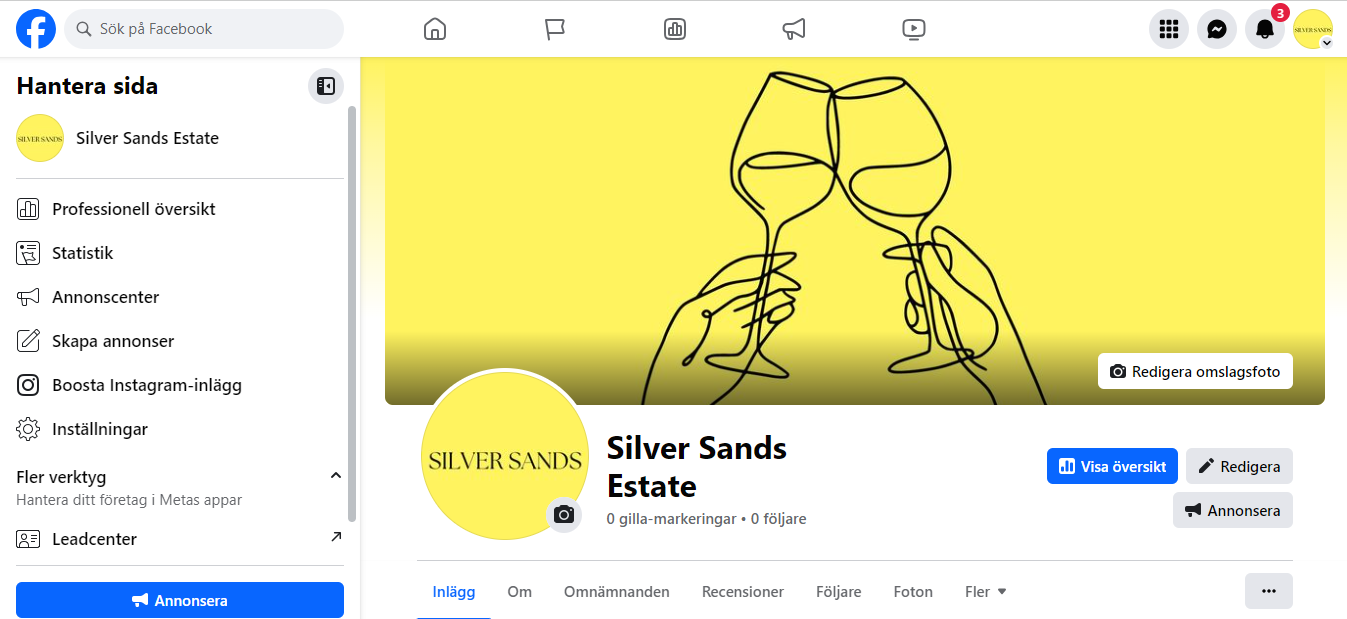 Sök på Facebook
3
SILVER SANDS
Hantera sida
SILVER SANDS
Silver Sands Estate
Professionell översikt
Statistik
Annonscenter
Skapa annonser
Boosta Instagram-inlägg
Inställningar
Fler verktyg
Hantera ditt företag i Metas appar
Leadcenter
Annonsera
Redigera omslagsfoto
SILVER SANDS
Silver Sands
Estate
0 gilla-markeringar • 0 följare
Visa översikt
Redigera
Annonsera
Inlägg
Om
Omnämnanden
Recensioner
Följare
Foton
Fler